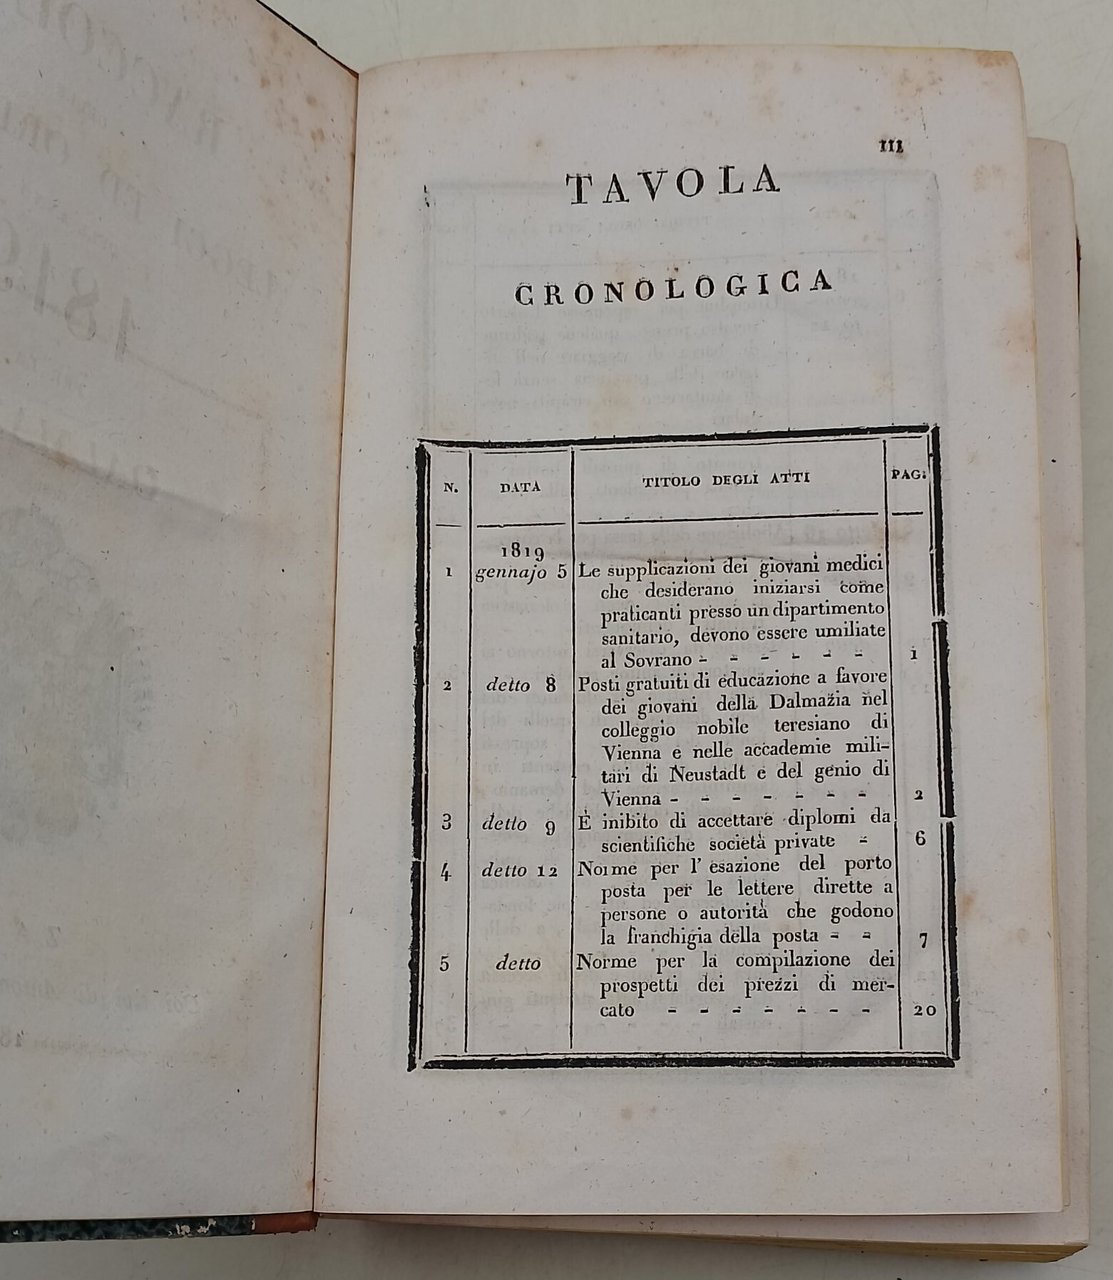 III
TAVOLA
CRONOLOGICA
N. DATA TITOLO DEGLI ATTI PAG:
1819
1 gennajo 5 Le supplicazioni dei giovani medici
che desiderano iniziarsi come
praticanti presso un dipartimento
sanitario, devono essere umiliate
al Sovrano - - - - - - 1
2 detto 8 Posti gratuiti di educazione a favore
dei giovani della Dalmazia nel
colleggio nobile teresiano di
Vienna e nelle accademie mili-
tari di Neustadt e del genio di
Vienna - - - - - - - 2
3 detto 9 È inibito di accettare diplomi da
scientifiche società private - 6
4 detto 12 Norme per l' esazione del porto
posta per le lettere dirette a
persone o autorità che godono
la franchigia della posta - - 7
5 detto Norme per la compilazione dei
prospetti dei prezzi di mer-
cato - - - - - - - 20